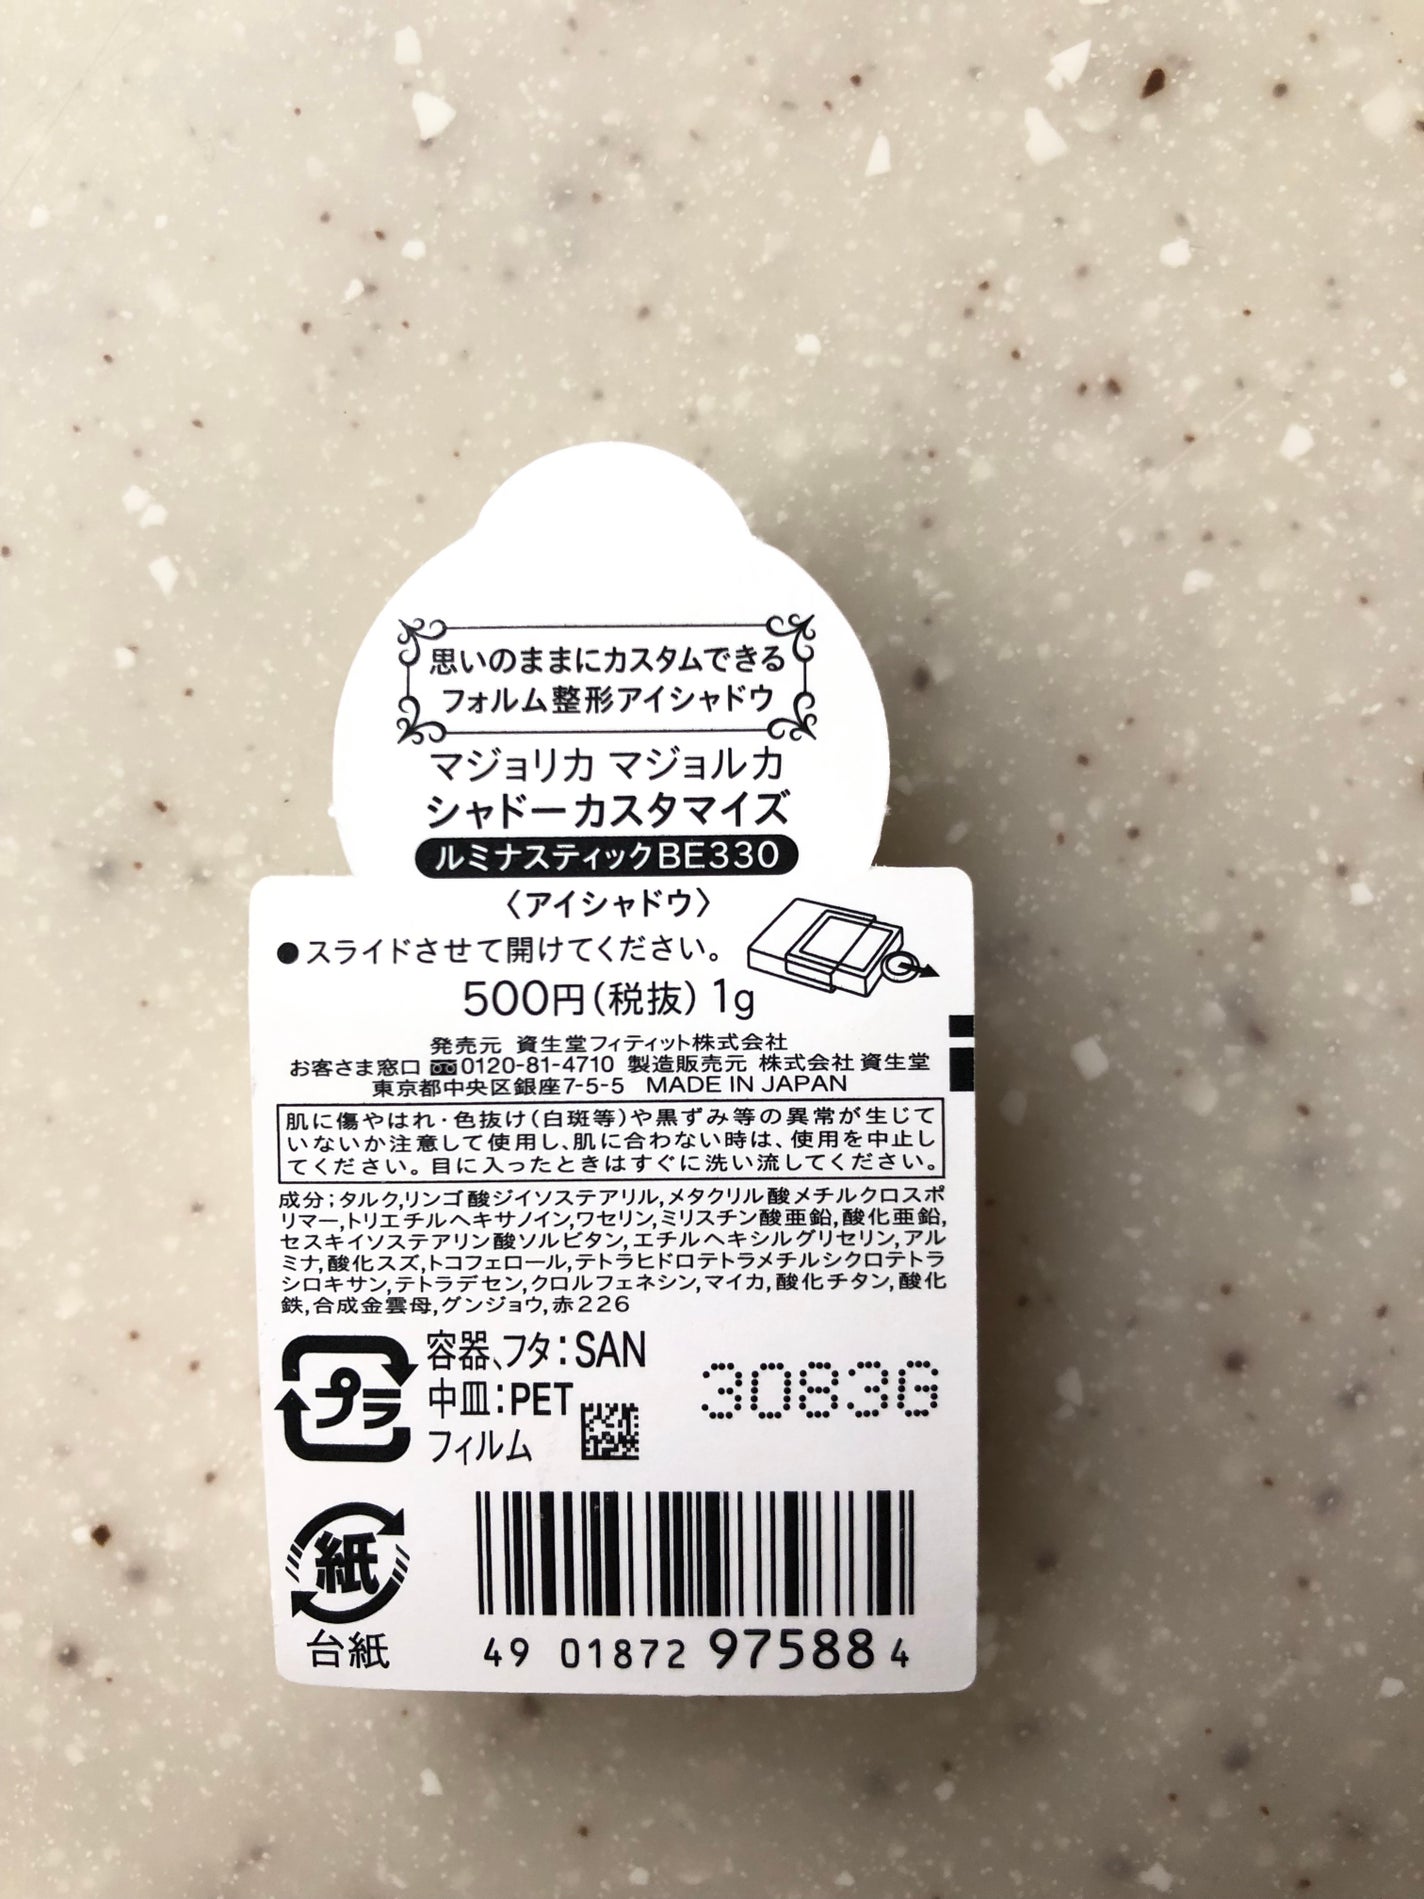 思いのままにカスタムできる
フォルム整形アイシャドウ
マジョリカ マジョルカ
シャドーカスタマイズ
ルミナスティックBE330
〈アイシャドウ〉
●スライドさせて開けてください。
500円(税抜) 1g
発売元 資生堂フィティット株式会社
お客さま窓口 0120-81-4710 製造販売元 株式会社 資生堂
東京都中央区銀座7-5-5 MADE IN JAPAN
肌に傷やはれ・色抜け(白斑等)や黒ずみ等の異常が生じて
いないか注意して使用し、肌に合わない時は、使用を中止し
てください。目に入ったときはすぐに洗い流してください。
成分;タルク,リンゴ酸ジイソステアリル,メタクリル酸メチルクロスポ
リマー,トリエチルヘキサノイン,ワセリン,ミリスチン酸亜鉛,酸化亜鉛,
セスキイソステアリン酸ソルビタン,エチルヘキシルグリセリン,アル
ミナ,酸化スズ,トコフェロール,テトラヒドロテトラメチルシクロテトラ
シロキサン,テトラデセン,クロルフェネシン,マイカ,酸化チタン,酸化
鉄,合成金雲母,グンジョウ,赤226
プラ
容器、フタ:SAN
中皿:PET
フィルム
3083G
紙
台紙
49 01872 97588 4